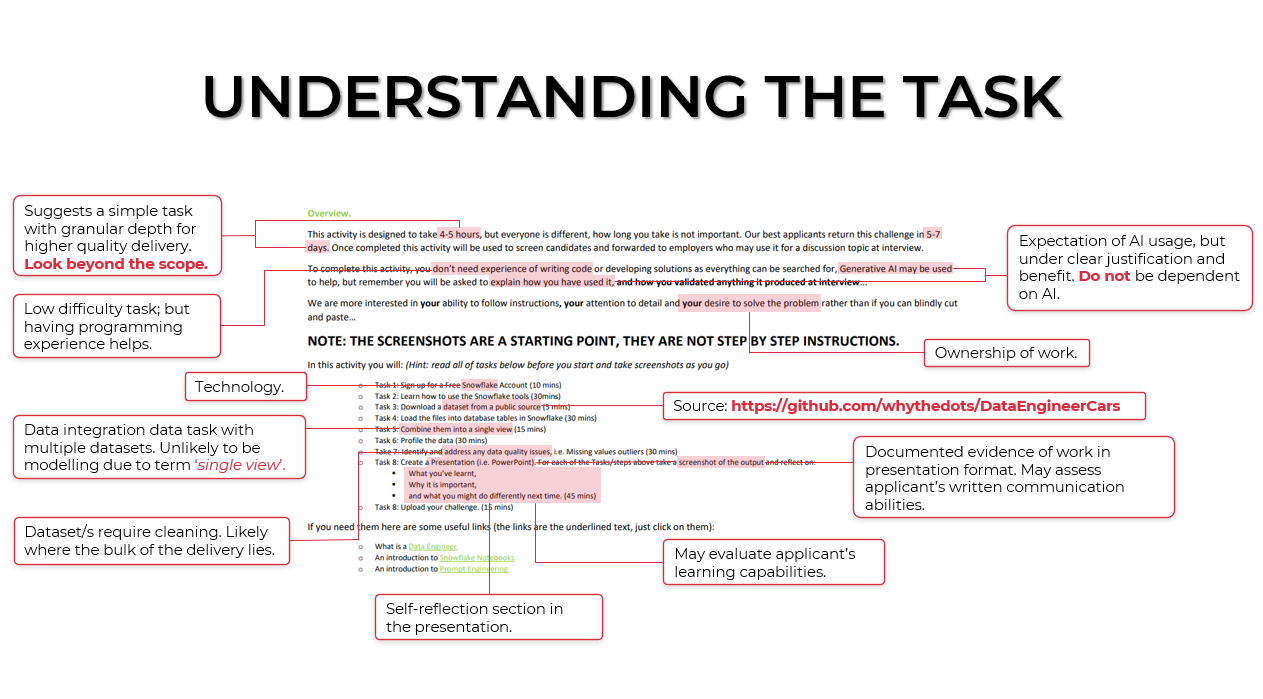 UNDERSTANDING THE TASK
Suggests a simple task
with granular depth for
higher quality delivery.
Look beyond the scope.
Low difficulty task; but
having programming
experience helps.
Technology.
Data integration data task with
multiple datasets. Unlikely to be
modelling due to term 'single view'.
Dataset/s require cleaning. Likely
where the bulk of the delivery lies.
Overview.
This activity is designed to take 4-5 hours, but everyone is different, how long you take is not important. Our best applicants return this challenge in 5-7
days. Once completed this activity will be used to screen candidates and forwarded to employers who may use it for a discussion topic at interview.
To complete this activity, you don't need experience of writing code or developing solutions as everything can be searched for, Generative AI may be used
to help, but remember you will be asked to explain how you have used it, and how you validated anything it produced at interview...
We are more interested in your ability to follow instructions, your attention to detail and your desire to solve the problem rather than if you can blindly cut
and paste...
NOTE: THE SCREENSHOTS ARE A STARTING POINT, THEY ARE NOT STEP BY STEP INSTRUCTIONS.
In this activity you will: (Hint: read all of tasks below before you start and take screenshots as you go)
o Task 1: Sign up for a Free Snowflake Account (10 mins)
o Task 2: Learn how to use the Snowflake tools (30mins)
o Task 3: Download a dataset from a public source (5 mins)
o Task 4: Load the files into database tables in Snowflake (30 mins)
o Task 5: Combine them into a single view (15 mins)
o Task 6: Profile the data (30 mins)
o Take 7: Identify and address any data quality issues, i.e. Missing values outliers (30 mins)
o Task 8: Create a Presentation (i.e. PowerPoint). For each of the Tasks/steps above take a screenshot of the output and reflect on:
▪ What you've learnt,
▪ Why it is important,
▪ and what you might do differently next time. (45 mins)
o Task 8: Upload your challenge. (15 mins)
If you need them here are some useful links (the links are the underlined text, just click on them):
o What is a Data Engineer
o An introduction to Snowflake Notebooks
o An introduction to Prompt Engineering
Expectation of AI usage, but
under clear justification and
benefit. Do not be dependent
on AI.
Ownership of work.
Source: https://github.com/whythedots/DataEngineerCars
Documented evidence of work in
presentation format. May assess
applicant's written communication
abilities.
May evaluate applicant's
learning capabilities.
Self-reflection section in
the presentation.